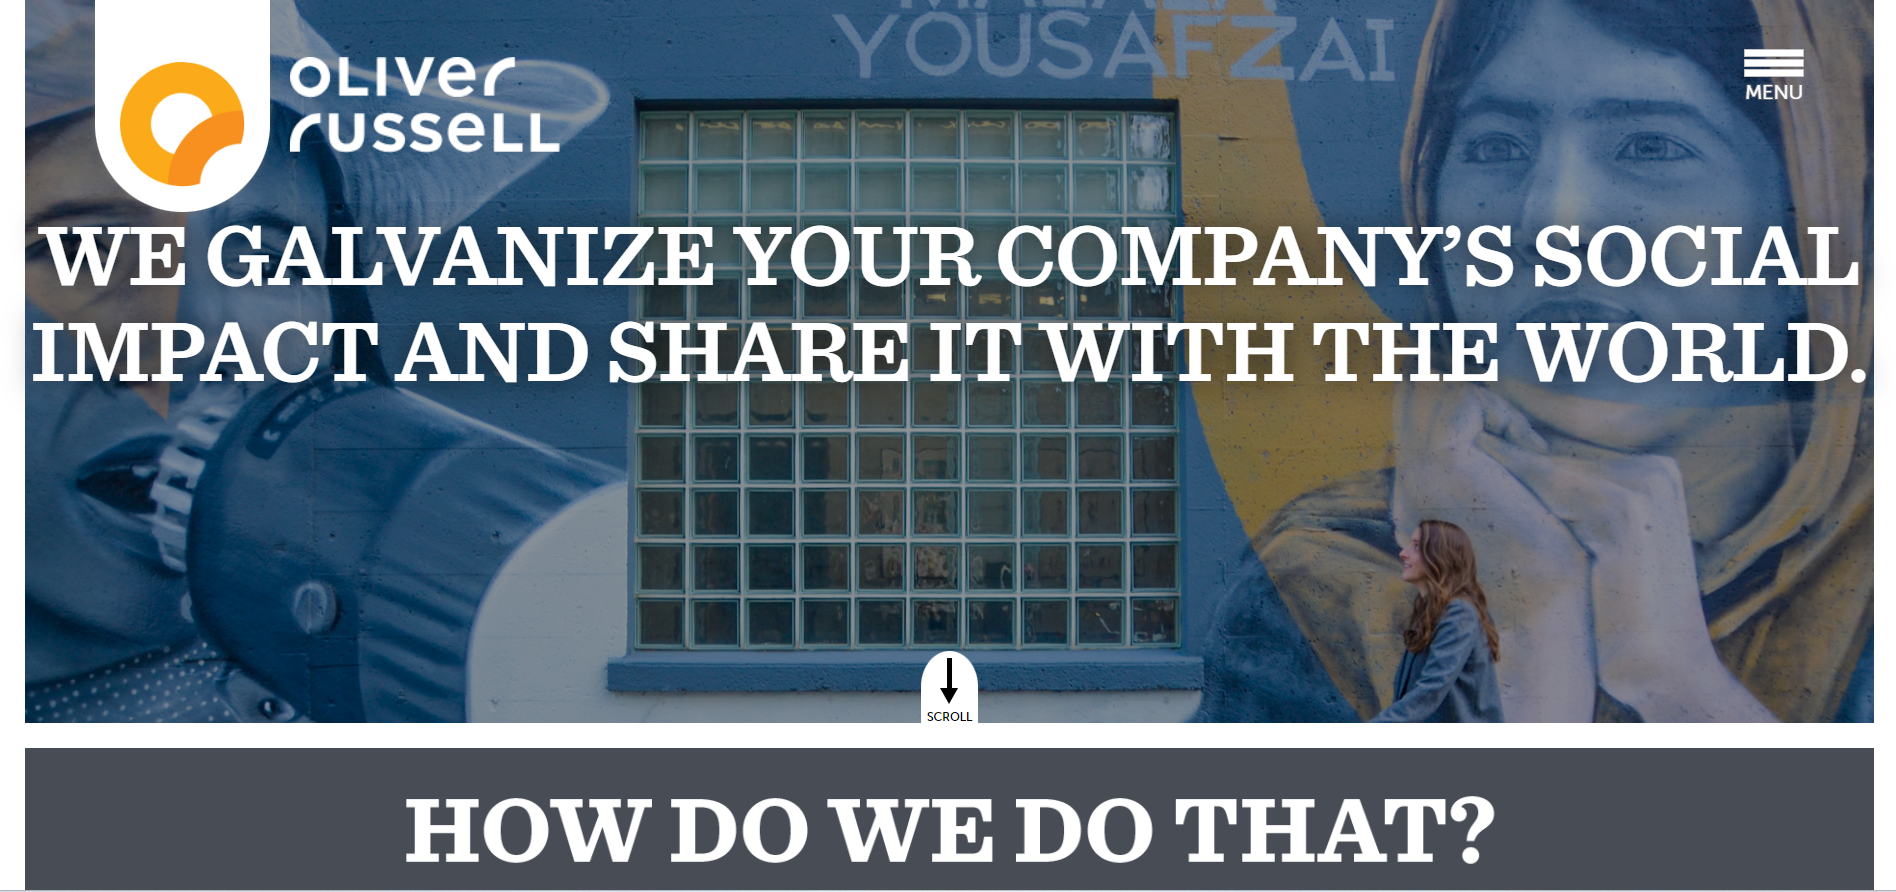 MALALA
YOUSAFZAI
OLIVER
RUSSELL
MENU
WE GALVANIZE YOUR COMPANY’S SOCIAL
IMPACT AND SHARE IT WITH THE WORLD.
SCROLL
HOW DO WE DO THAT?